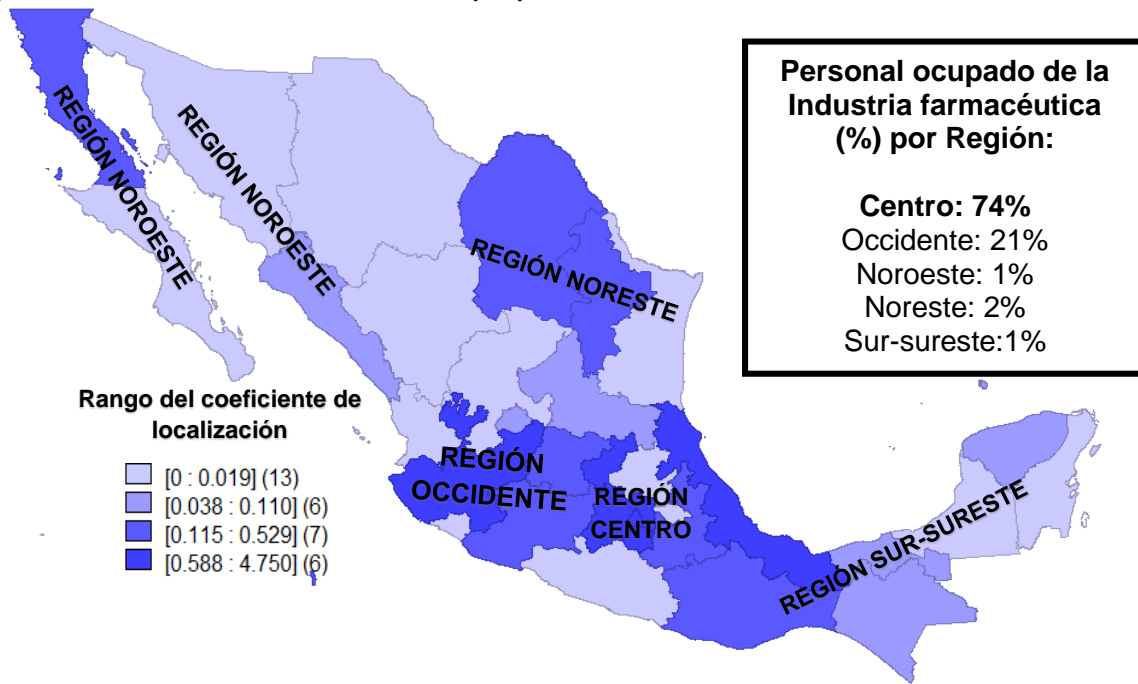 Personal ocupado de la
Industria farmacéutica
(%) por Región:
Centro: 74%
Occidente: 21%
Noroeste: 1%
Noreste: 2%
Sur-sureste:1%
REGIÓN NOROESTE
REGIÓN NOROESTE
REGIÓN NORESTE
Rango del coeficiente de
localización
[0 : 0.019] (13)
[0.038 : 0.110] (6)
[0.115 : 0.529] (7)
[0.588 : 4.750] (6)
REGIÓN
OCCIDENTE
REGIÓN
CENTRO
REGIÓN SUR-SURESTE